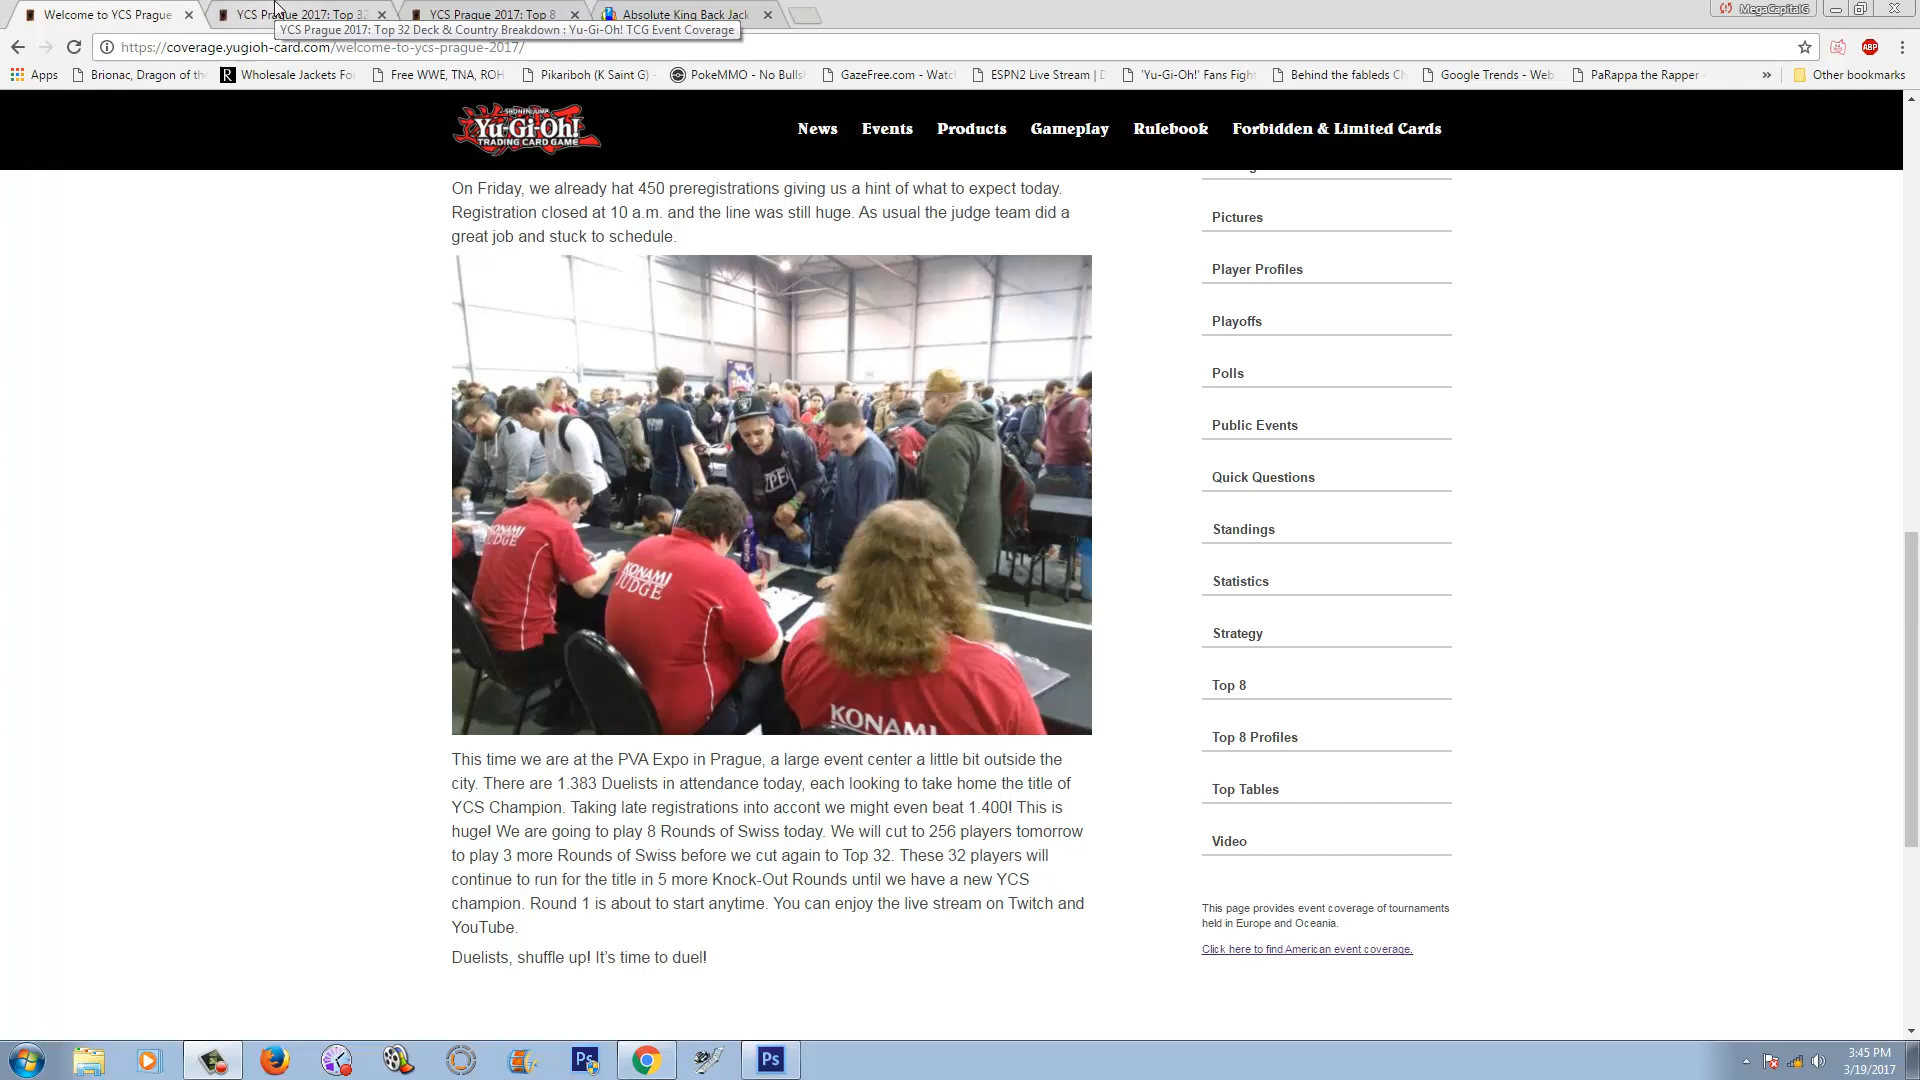 Welcome to YCS Prague
YCS Prague 2017: Top 32
YCS Prague 2017: Top 8
Absolute King Back Jack
MegaCapitalG
YCS Prague 2017: Top 32 Deck & Country Breakdown : Yu-Gi-Oh! TCG Event Coverage
https://coverage.yugioh-card.com/welcome-to-ycs-prague-2017/
ABP
Apps
Brionac, Dragon of th
R Wholesale Jackets Fo
Free WWE, TNA, ROH
Pikariboh (K Saint G) -
PokeMMO - No Bulls
GazeFree.com - Watc
ESPN2 Live Stream | D
'Yu-Gi-Oh!' Fans Figh
Behind the fableds C
Google Trends - Web
PaRappa the Rapper -
»
Other bookmarks
SHONEN JUMP
Yu-Gi-Oh!
TRADING CARD GAME
News
Events
Products
Gameplay
Rulebook
Forbidden & Limited Cards
On Friday, we already hat 450 preregistrations giving us a hint of what to expect today.
Registration closed at 10 a.m. and the line was still huge. As usual the judge team did a
great job and stuck to schedule.
KONAMI
JUDGE
KONAMI
JUDGE
KONAMI
This time we are at the PVA Expo in Prague, a large event center a little bit outside the
city. There are 1.383 Duelists in attendance today, each looking to take home the title of
YCS Champion. Taking late registrations into accont we might even beat 1.400! This is
huge! We are going to play 8 Rounds of Swiss today. We will cut to 256 players tomorrow
to play 3 more Rounds of Swiss before we cut again to Top 32. These 32 players will
continue to run for the title in 5 more Knock-Out Rounds until we have a new YCS
champion. Round 1 is about to start anytime. You can enjoy the live stream on Twitch and
YouTube.
Duelists, shuffle up! It's time to duel!
Pictures
Player Profiles
Playoffs
Polls
Public Events
Quick Questions
Standings
Statistics
Strategy
Top 8
Top 8 Profiles
Top Tables
Video
This page provides event coverage of tournaments
held in Europe and Oceania.
Click here to find American event coverage.
Ps
Ps
3:45 PM
3/19/2017